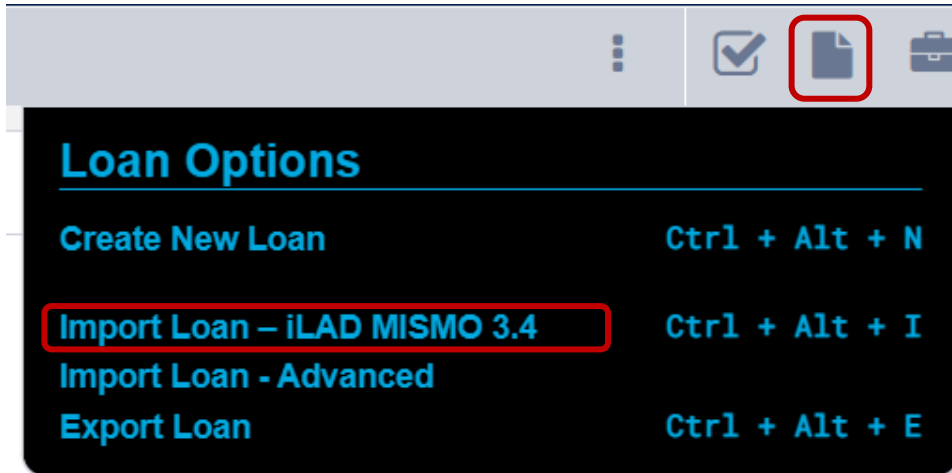 Loan Options
Create New Loan Ctrl + Alt + N
Import Loan – iLAD MISMO 3.4 Ctrl + Alt + I
Import Loan - Advanced
Export Loan Ctrl + Alt + E